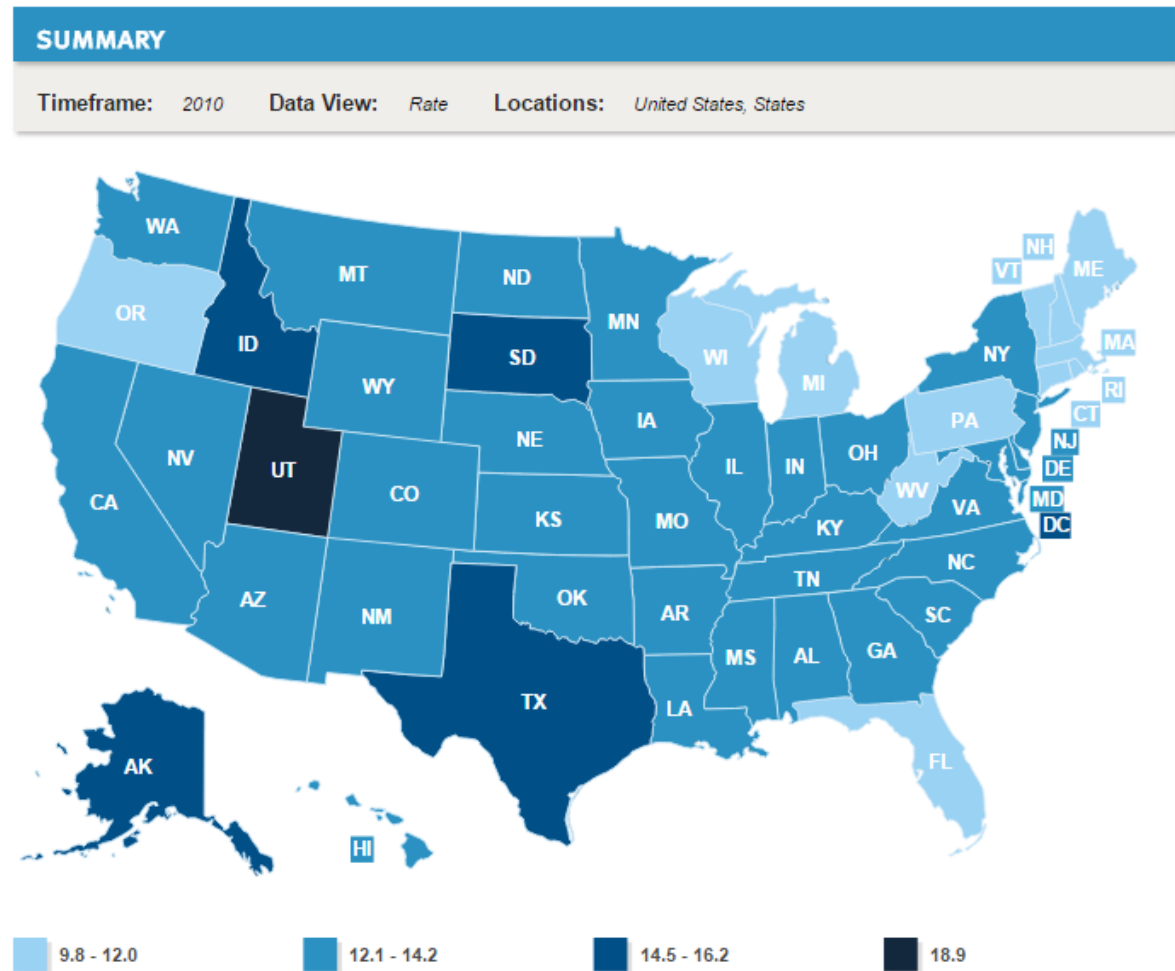 SUMMARY
Timeframe: 2010 Data View: Rate Locations: United States, States
WA
MT
ND
MN
NH
VT
ME
OR
ID
SD
WI
MI
NY
MA
WY
RI
IA
CT
NE
PA
NJ
NV
UT
IL
IN
OH
DE
CA
CO
WV
MD
KS
MO
KY
VA
DC
NC
TN
AZ
NM
OK
AR
SC
MS
AL
GA
TX
LA
FL
AK
HI
9.8 - 12.0 12.1 - 14.2 14.5 - 16.2 18.9